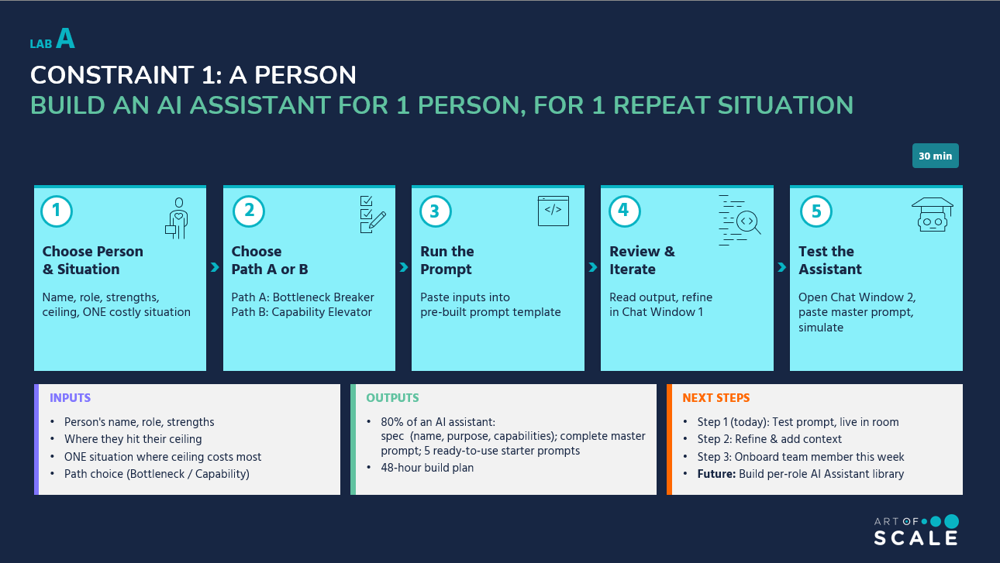 LAB A
CONSTRAINT 1: A PERSON
BUILD AN AI ASSISTANT FOR 1 PERSON, FOR 1 REPEAT SITUATION
30 min
1
Choose Person
& Situation
Name, role, strengths,
ceiling, ONE costly situation
2
Choose
Path A or B
Path A: Bottleneck Breaker
Path B: Capability Elevator
3
</>
Run the
Prompt
Paste inputs into
pre-built prompt template
4
<>
Review &
Iterate
Read output, refine
in Chat Window 1
5
Test the
Assistant
Open Chat Window 2,
paste master prompt,
simulate
INPUTS
• Person's name, role, strengths
• Where they hit their ceiling
• ONE situation where ceiling costs most
• Path choice (Bottleneck / Capability)
OUTPUTS
• 80% of an AI assistant:
spec  (name, purpose, capabilities); complete master
prompt; 5 ready-to-use starter prompts
• 48-hour build plan
NEXT STEPS
• Step 1 (today): Test prompt, live in room
• Step 2: Refine & add context
• Step 3: Onboard team member this week
• Future: Build per-role AI Assistant library
ART OF
SCALE